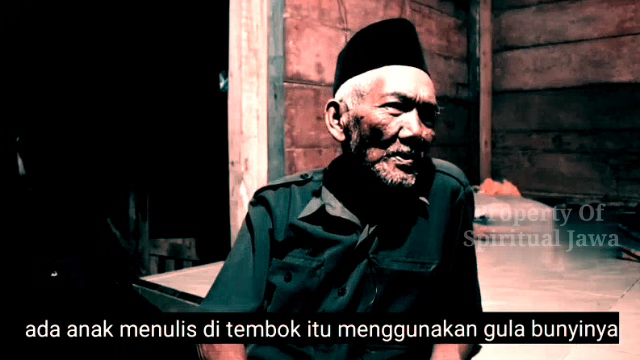 Property Of
Spiritual Jawa
ada anak menulis di tembok itu menggunakan gula bunyinya